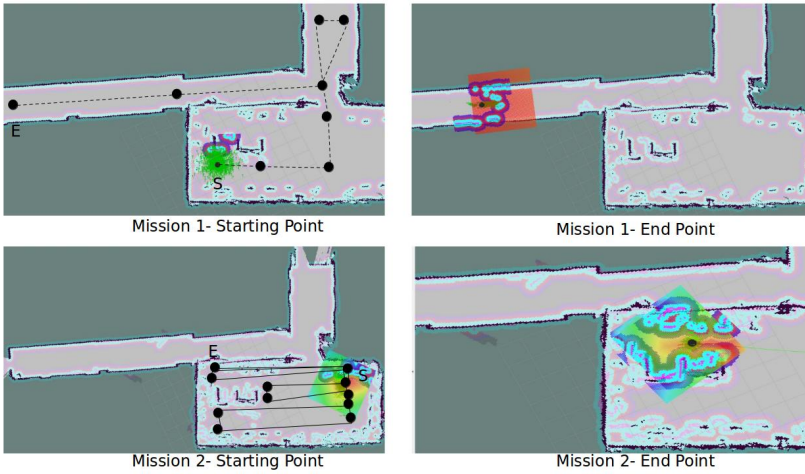 E
S
Mission 1- Starting Point
Mission 1- End Point
E
S
Mission 2- Starting Point
Mission 2- End Point